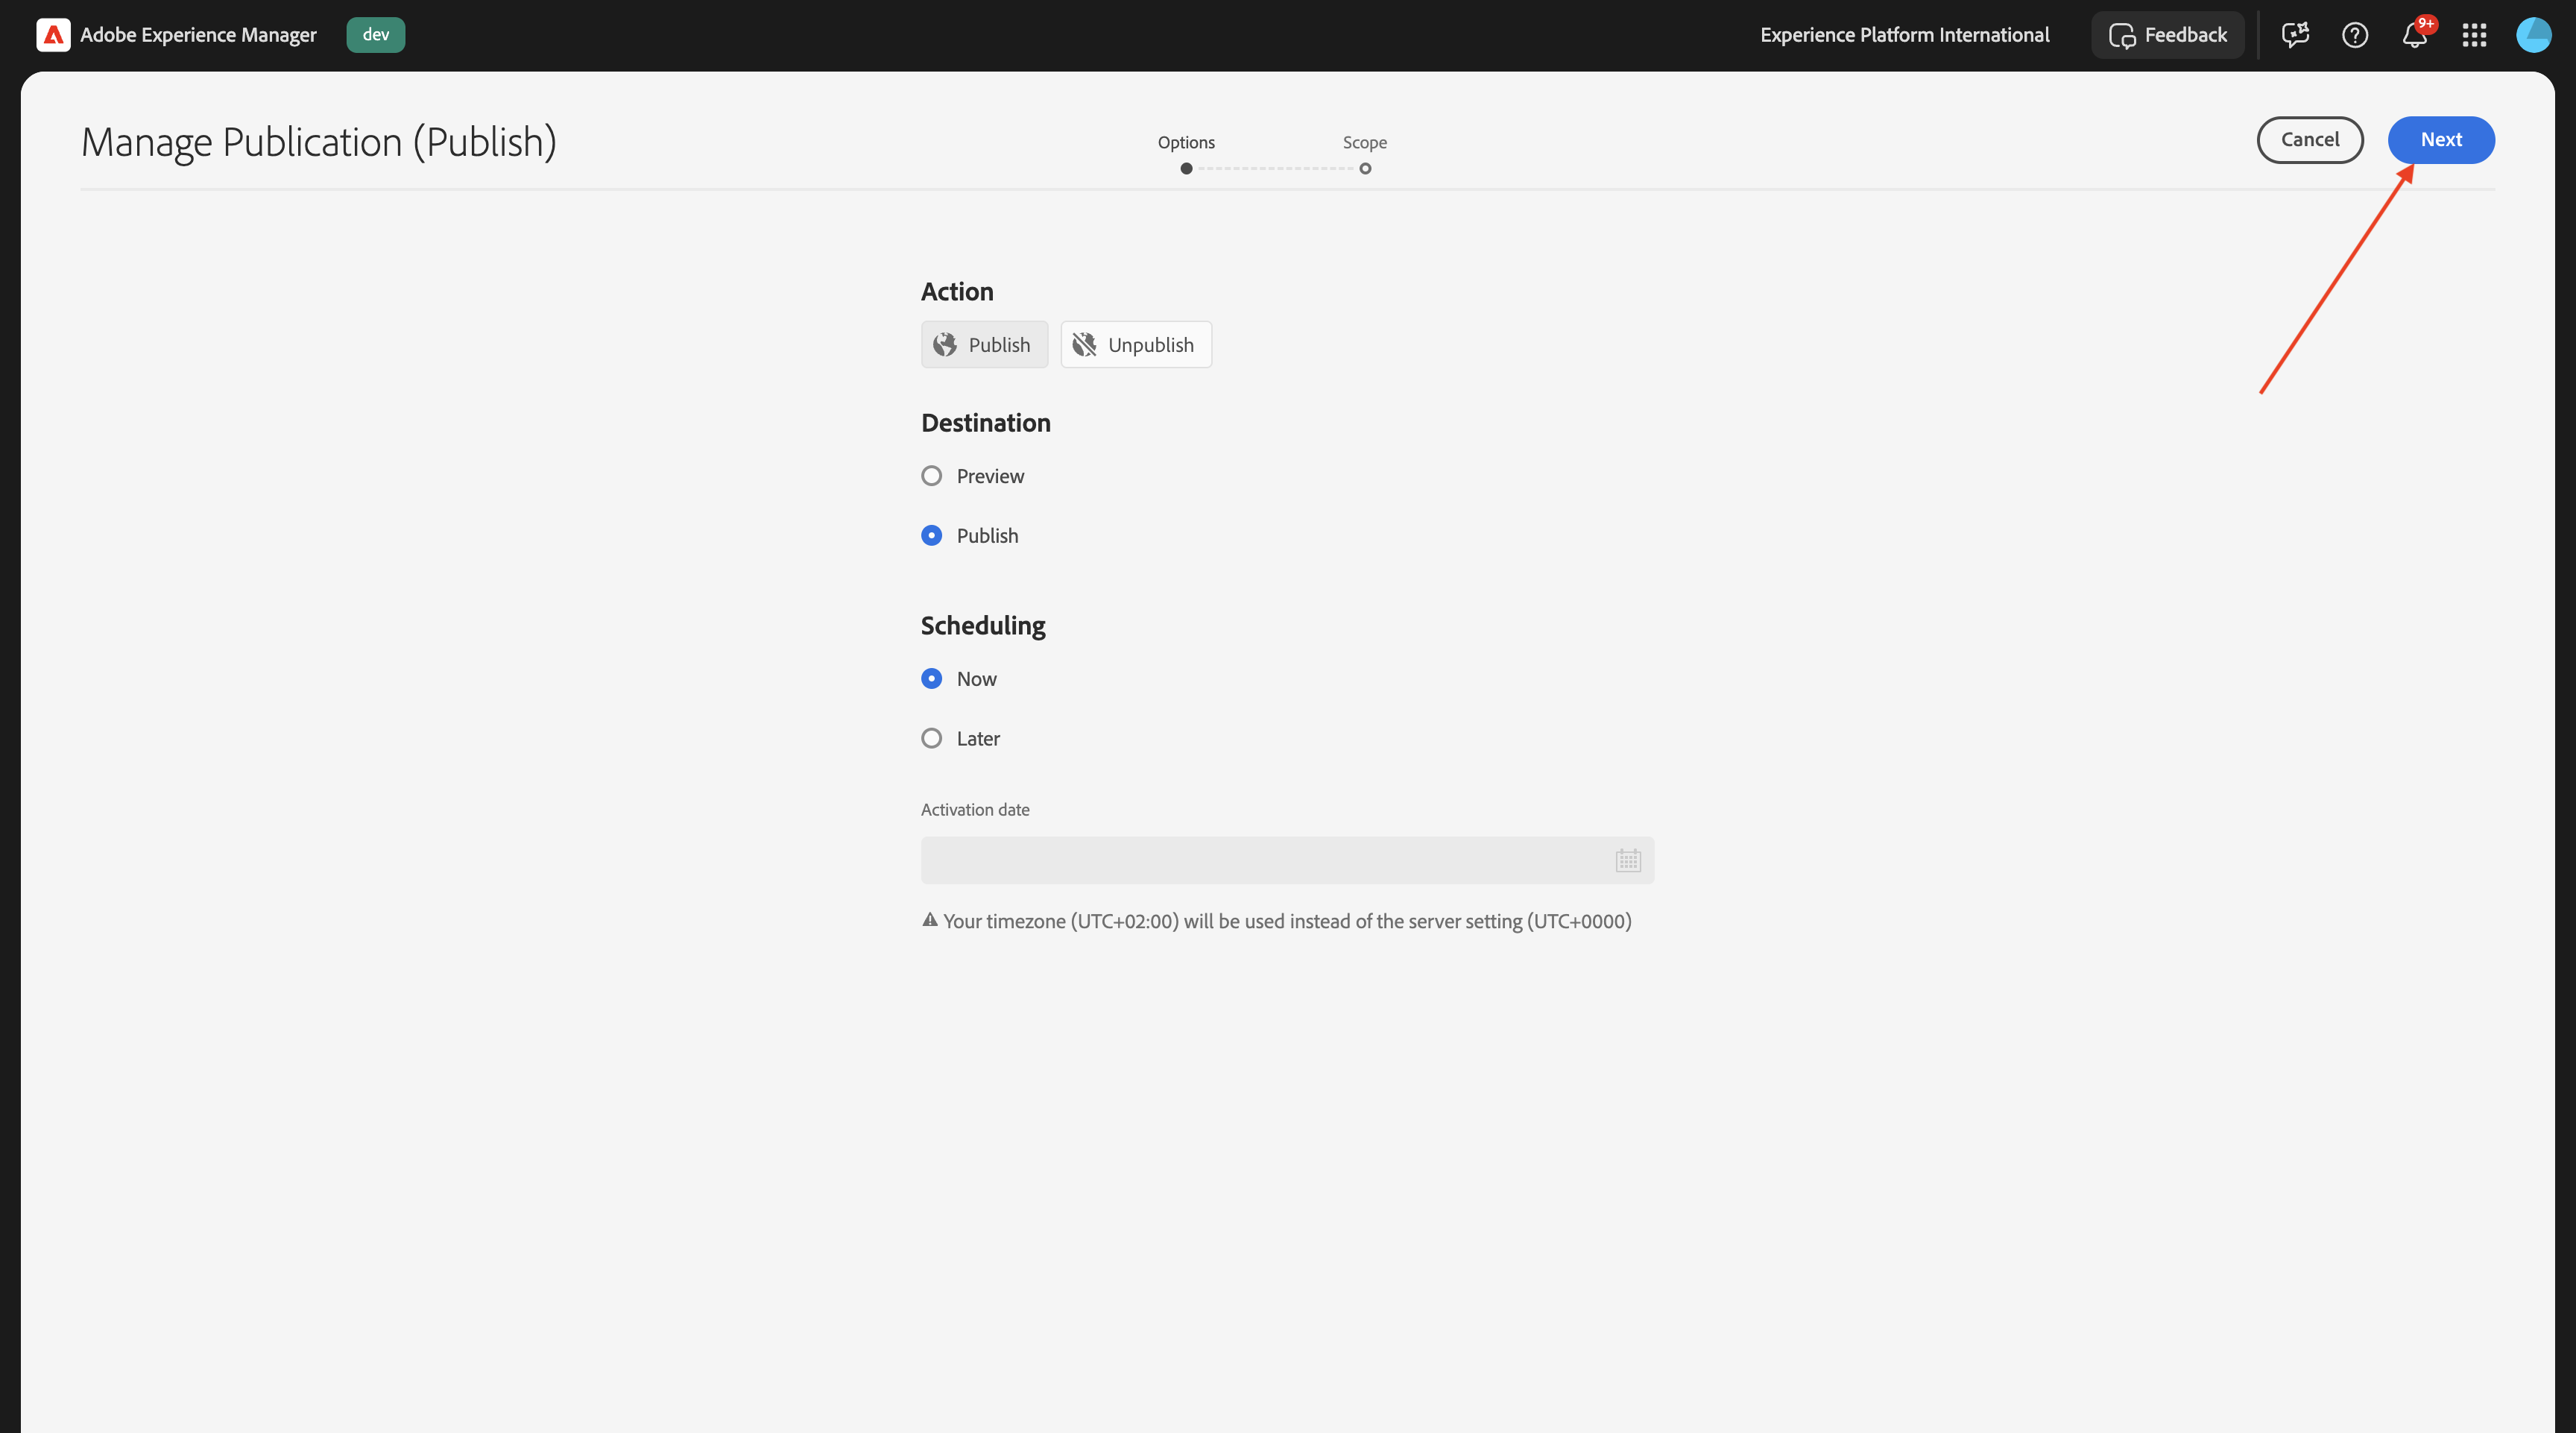 Adobe Experience Manager dev Experience Platform International Feedback 9+
Manage Publication (Publish)
Options Scope
Cancel Next
Action
Publish Unpublish
Destination
Preview
Publish
Scheduling
Now
Later
Activation date
Your timezone (UTC+02:00) will be used instead of the server setting (UTC+0000)